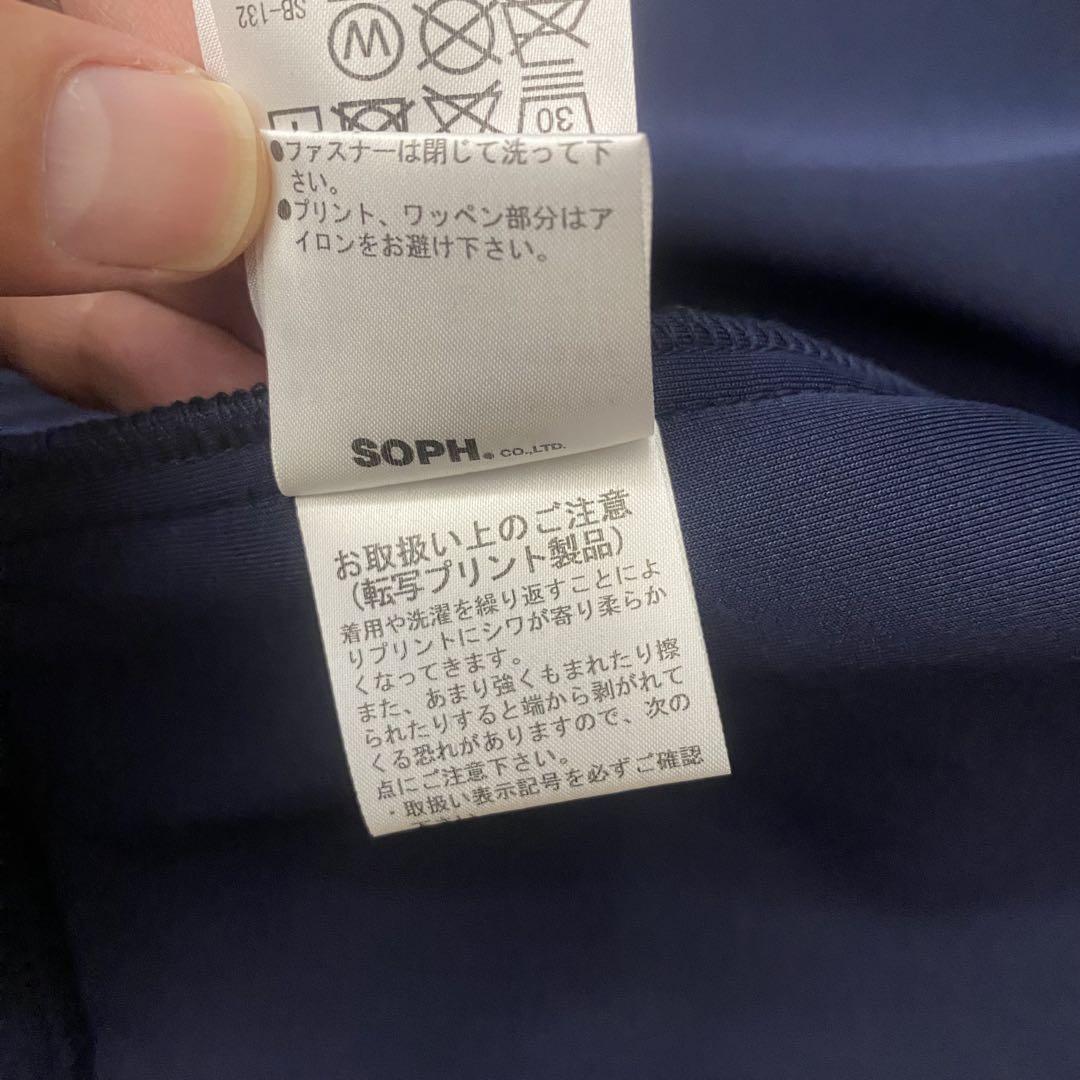 SB-132
W
30
●ファスナーは閉じて洗って下
さい。
●プリント、ワッペン部分はア
イロンをお避け下さい。
SOPH. CO.,LTD.
お取扱い上のご注意
(転写プリント製品)
着用や洗濯を繰り返すことによ
りプリントにシワが寄り柔らか
くなってきます。
また、あまり強くもまれたり擦
られたりすると端から剥がれて
くる恐れがありますので、次の
点にご注意下さい。
・取扱い表示記号を必ずご確認